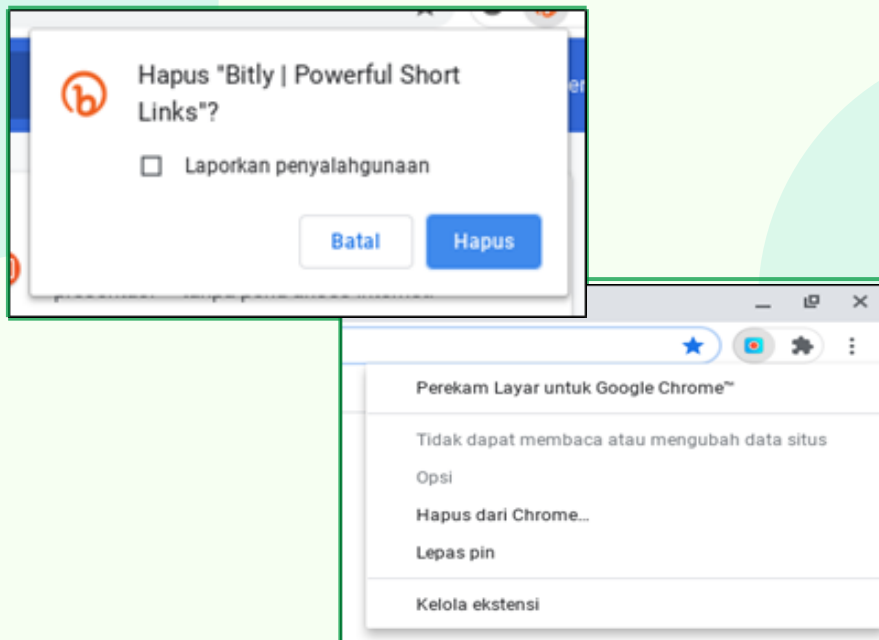 Hapus "Bitly | Powerful Short
Links"?
Laporkan penyalahgunaan
Batal
Hapus
Perekam Layar untuk Google Chrome™
Tidak dapat membaca atau mengubah data situs
Opsi
Hapus dari Chrome...
Lepas pin
Kelola ekstensi